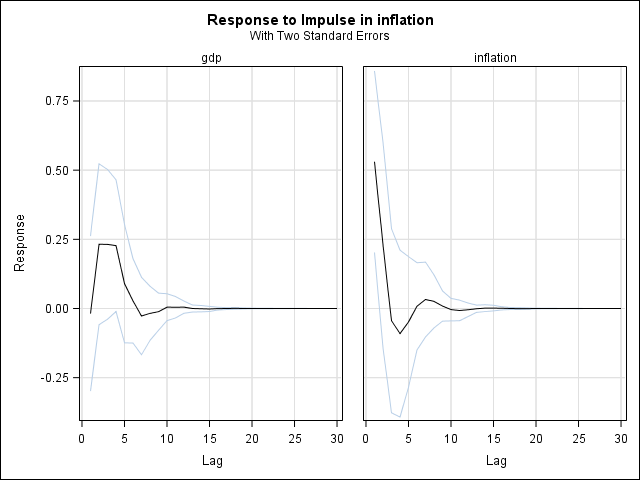 Response to Impulse in inflation
With Two Standard Errors
gdp
inflation
Response
0.75
0.50
0.25
0.00
-0.25
0 5 10 15 20 25 30
0 5 10 15 20 25 30
Lag
Lag